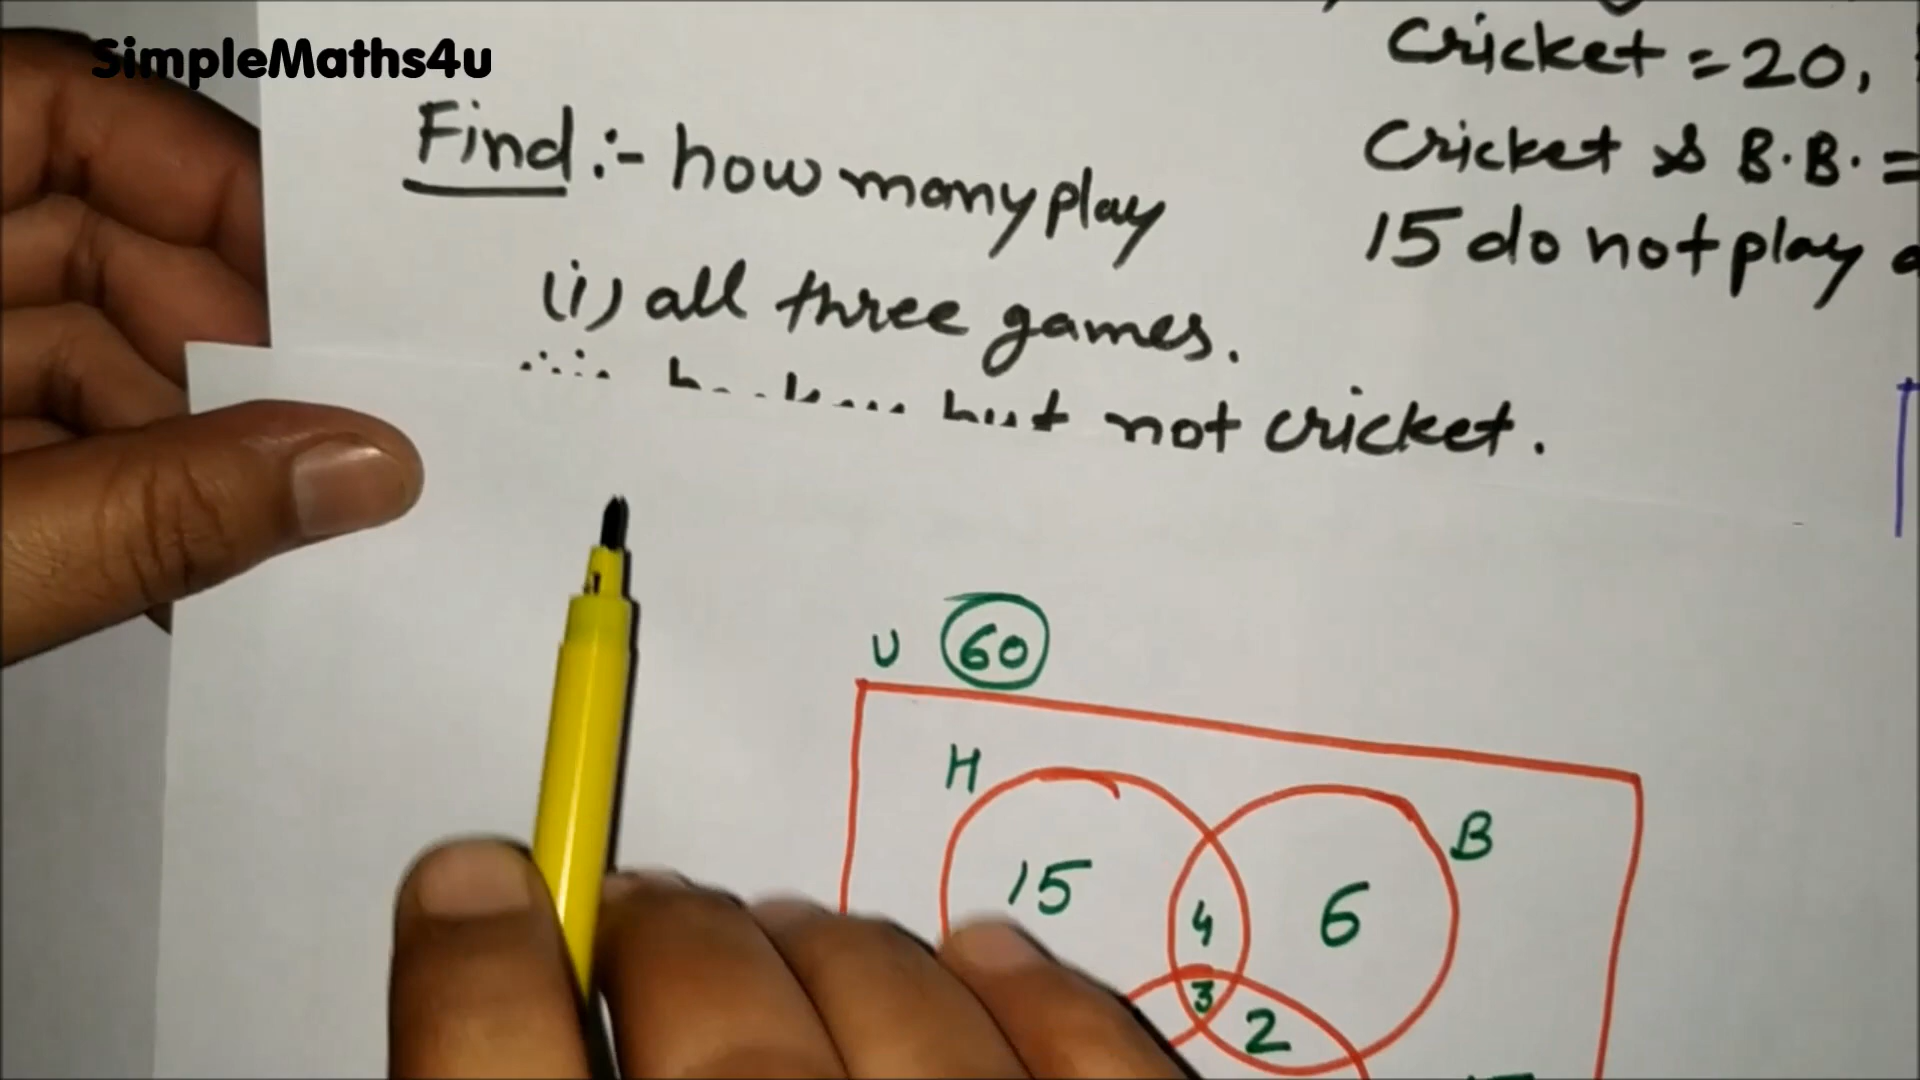 SimpleMaths4u
Find :- how many play
(i) all three games.
but not cricket.
Cricket = 20,
Cricket & B.B. =
15 do not play
U 60
H
B
15
4
6
3
2